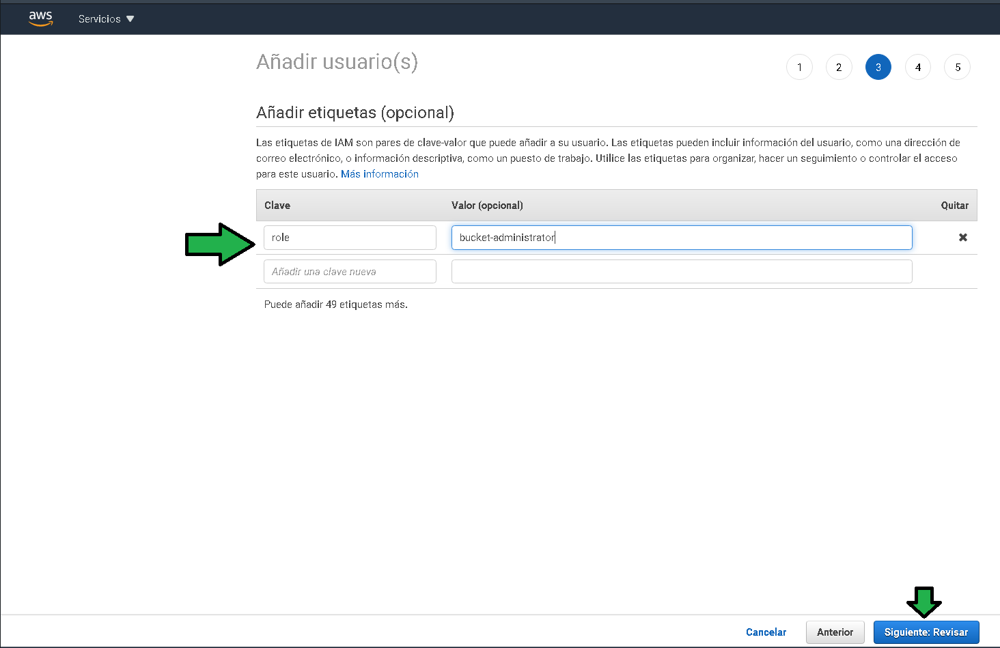 aws
Servicios
Añadir usuario(s)
1 2 3 4 5
Añadir etiquetas (opcional)
Las etiquetas de IAM son pares de clave-valor que puede añadir a su usuario. Las etiquetas pueden incluir información del usuario, como una dirección de
correo electrónico, o información descriptiva, como un puesto de trabajo. Utilice las etiquetas para organizar, hacer un seguimiento o controlar el acceso
para este usuario. Más información
Clave Valor (opcional) Quitar
role bucket-administrator
Añadir una clave nueva
Puede añadir 49 etiquetas más.
Cancelar Anterior Siguiente: Revisar